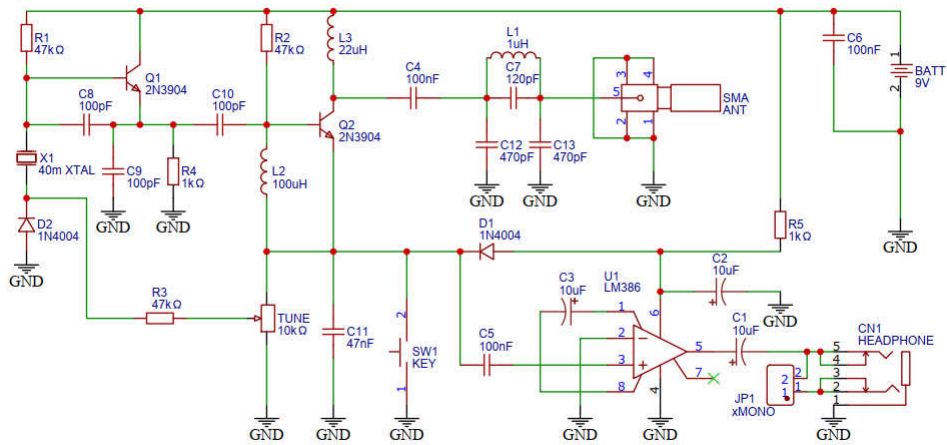 R1
47kΩ
R2
47kΩ
L3
22uH
L1
1uH
C4
100nF
C7
120pF
3
4
5
2
1
SMA
ANT
C6
100nF
1
2
BATT
9V
Q1
2N3904
C8
100pF
C10
100pF
Q2
2N3904
X1
40m XTAL
C9
100pF
R4
1kΩ
L2
100uH
C12
470pF
C13
470pF
GND
GND
GND
GND
GND
GND
D2
1N4004
GND
D1
1N4004
R5
1kΩ
R3
47kΩ
TUNE
10kΩ
C11
47nF
2
SW1
KEY
1
C5
100nF
C3
10uF
U1
LM386
C2
10uF
GND
1
2
3
8
6
5
7
4
C1
10uF
CN1
HEADPHONE
5
4
3
2
1
2
1
2
1
JP1
xMONO
GND
GND
GND
GND
GND
GND